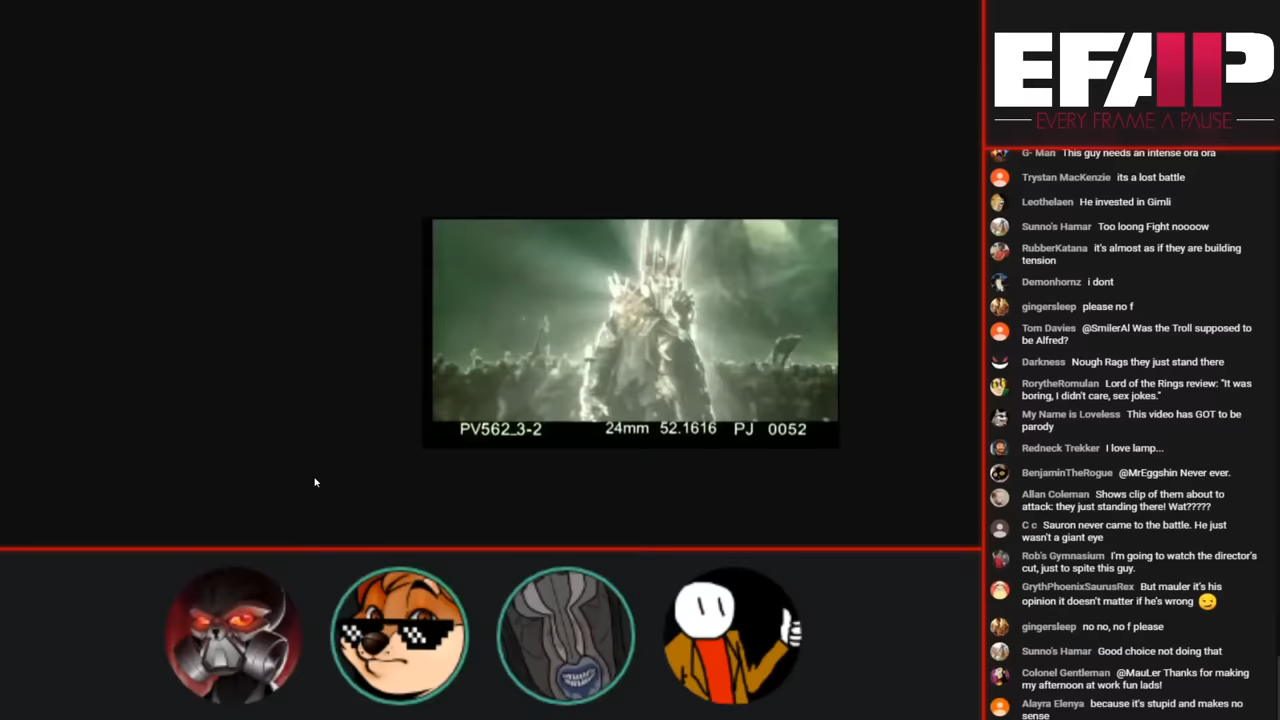 EFAP
EVERY FRAME A PAUSE
G- Man This guy needs an intense ora ora
Trystan MacKenzie its a lost battle
Leothelaen He invested in Gimli
Sunno's Hamar Too loong Fight noooow
RubberKatana it's almost as if they are building
tension
Demonhornz i dont
gingersleep please no f
Tom Davies @SmilerAl Was the Troll supposed to
be Alfred?
Darkness Nough Rags they just stand there
RorytheRomulan Lord of the Rings review: "It was
boring, I didn't care, sex jokes."
My Name is Loveless This video has GOT to be
parody
Redneck Trekker I love lamp...
BenjaminTheRogue @MrEggshin Never ever.
Allan Coleman Shows clip of them about to
attack: they just standing there! Wat?????
C c Sauron never came to the battle. He just
wasn't a giant eye
Rob's Gymnasium I'm going to watch the director's
cut, just to spite this guy.
GrythPhoenixSaurusRex But mauler it's his
opinion it doesn't matter if he's wrong 😏
gingersleep no no, no f please
Sunno's Hamar Good choice not doing that
Colonel Gentleman @MauLer Thanks for making
my afternoon at work fun lads!
Alayra Elenya because it's stupid and makes no
sense
PV562_3-2 24mm 52.1616 PJ 0052